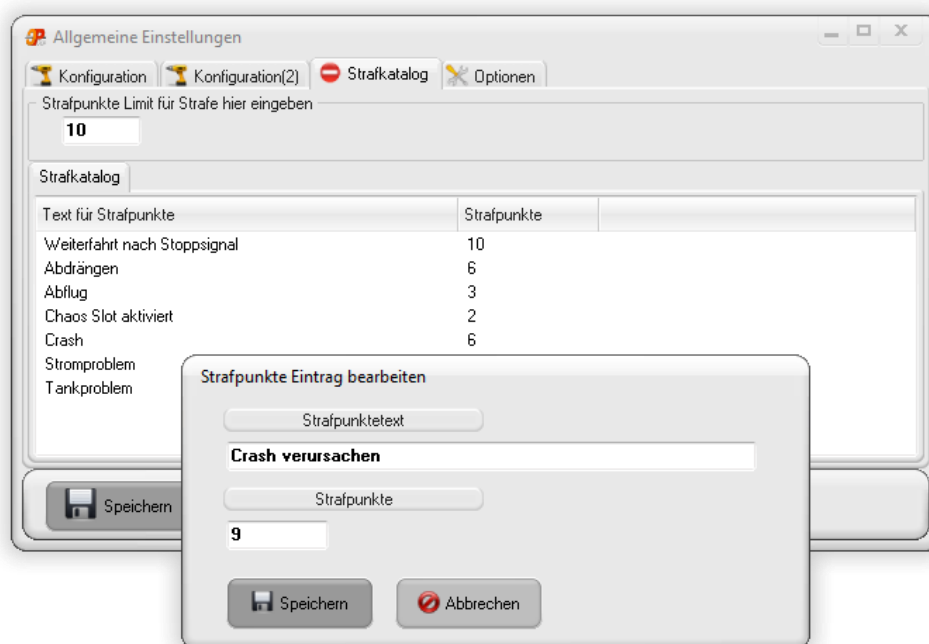 Allgemeine Einstellungen
Konfiguration Konfiguration(2) Strafkatalog Optionen
Strafpunkte Limit für Strafe hier eingeben
10
Strafkatalog
Text für Strafpunkte Strafpunkte
Weiterfahrt nach Stoppsignal 10
Abdrängen 6
Abflug 3
Chaos Slot aktiviert 2
Crash 6
Stromproblem
Tankproblem
Speichern
Strafpunkte Eintrag bearbeiten
Strafpunktetext
Crash verursachen
Strafpunkte
9
Speichern Abbrechen